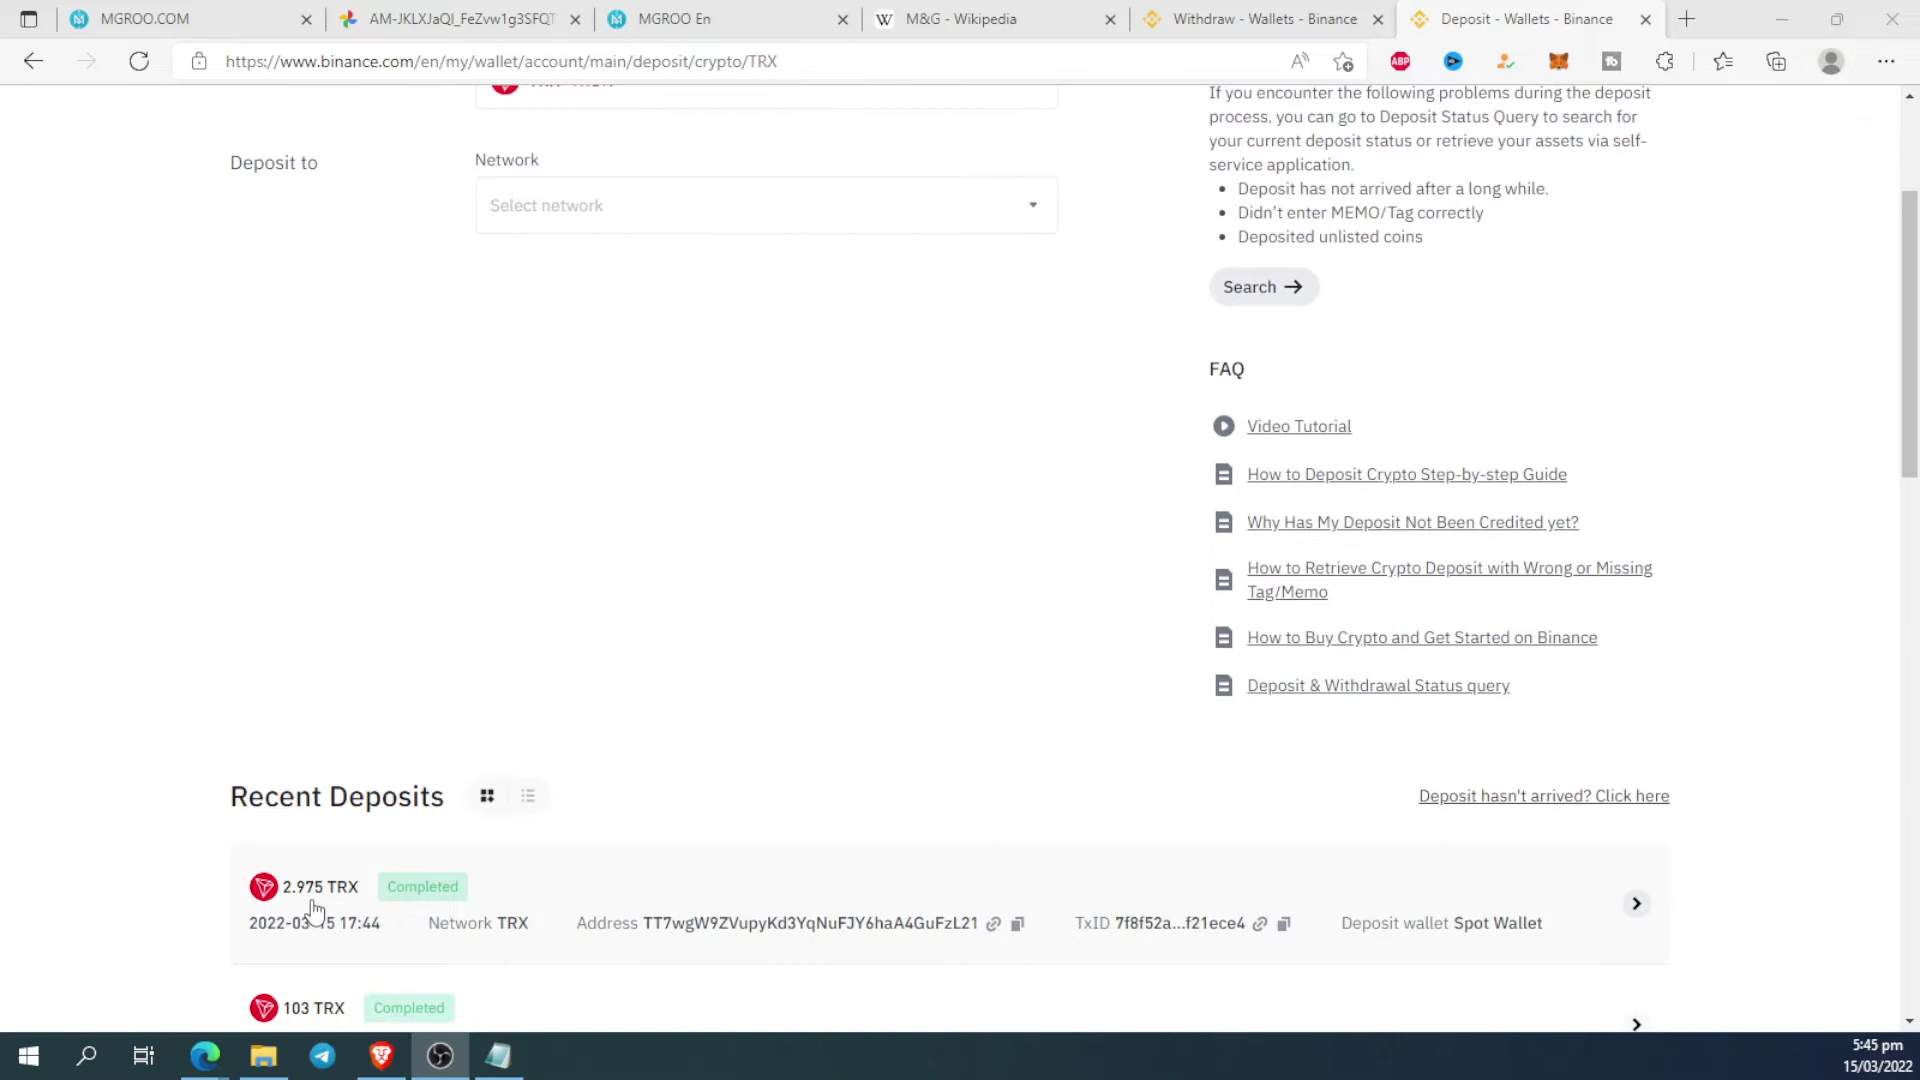 MGROO.COM
AM-JKLXJaQl_FeZvw1g3SFQT
MGROO En
M&G - Wikipedia
Withdraw - Wallets - Binance
Deposit - Wallets - Binance
https://www.binance.com/en/my/wallet/account/main/deposit/crypto/TRX
ABP
If you encounter the following problems during the deposit
process, you can go to Deposit Status Query to search for
your current deposit status or retrieve your assets via self-
service application.
• Deposit has not arrived after a long while.
• Didn't enter MEMO/Tag correctly
• Deposited unlisted coins
Search →
Deposit to
Network
Select network
FAQ
Video Tutorial
How to Deposit Crypto Step-by-step Guide
Why Has My Deposit Not Been Credited yet?
How to Retrieve Crypto Deposit with Wrong or Missing
Tag/Memo
How to Buy Crypto and Get Started on Binance
Deposit & Withdrawal Status query
Recent Deposits
Deposit hasn't arrived? Click here
2.975 TRX Completed
2022-03-15 17:44 Network TRX Address TT7wgW9ZVupyKd3YqNuFJY6haA4GuFzL21 TxID 7f8f52a...f21ece4 Deposit wallet Spot Wallet
103 TRX Completed
5:45 pm
15/03/2022